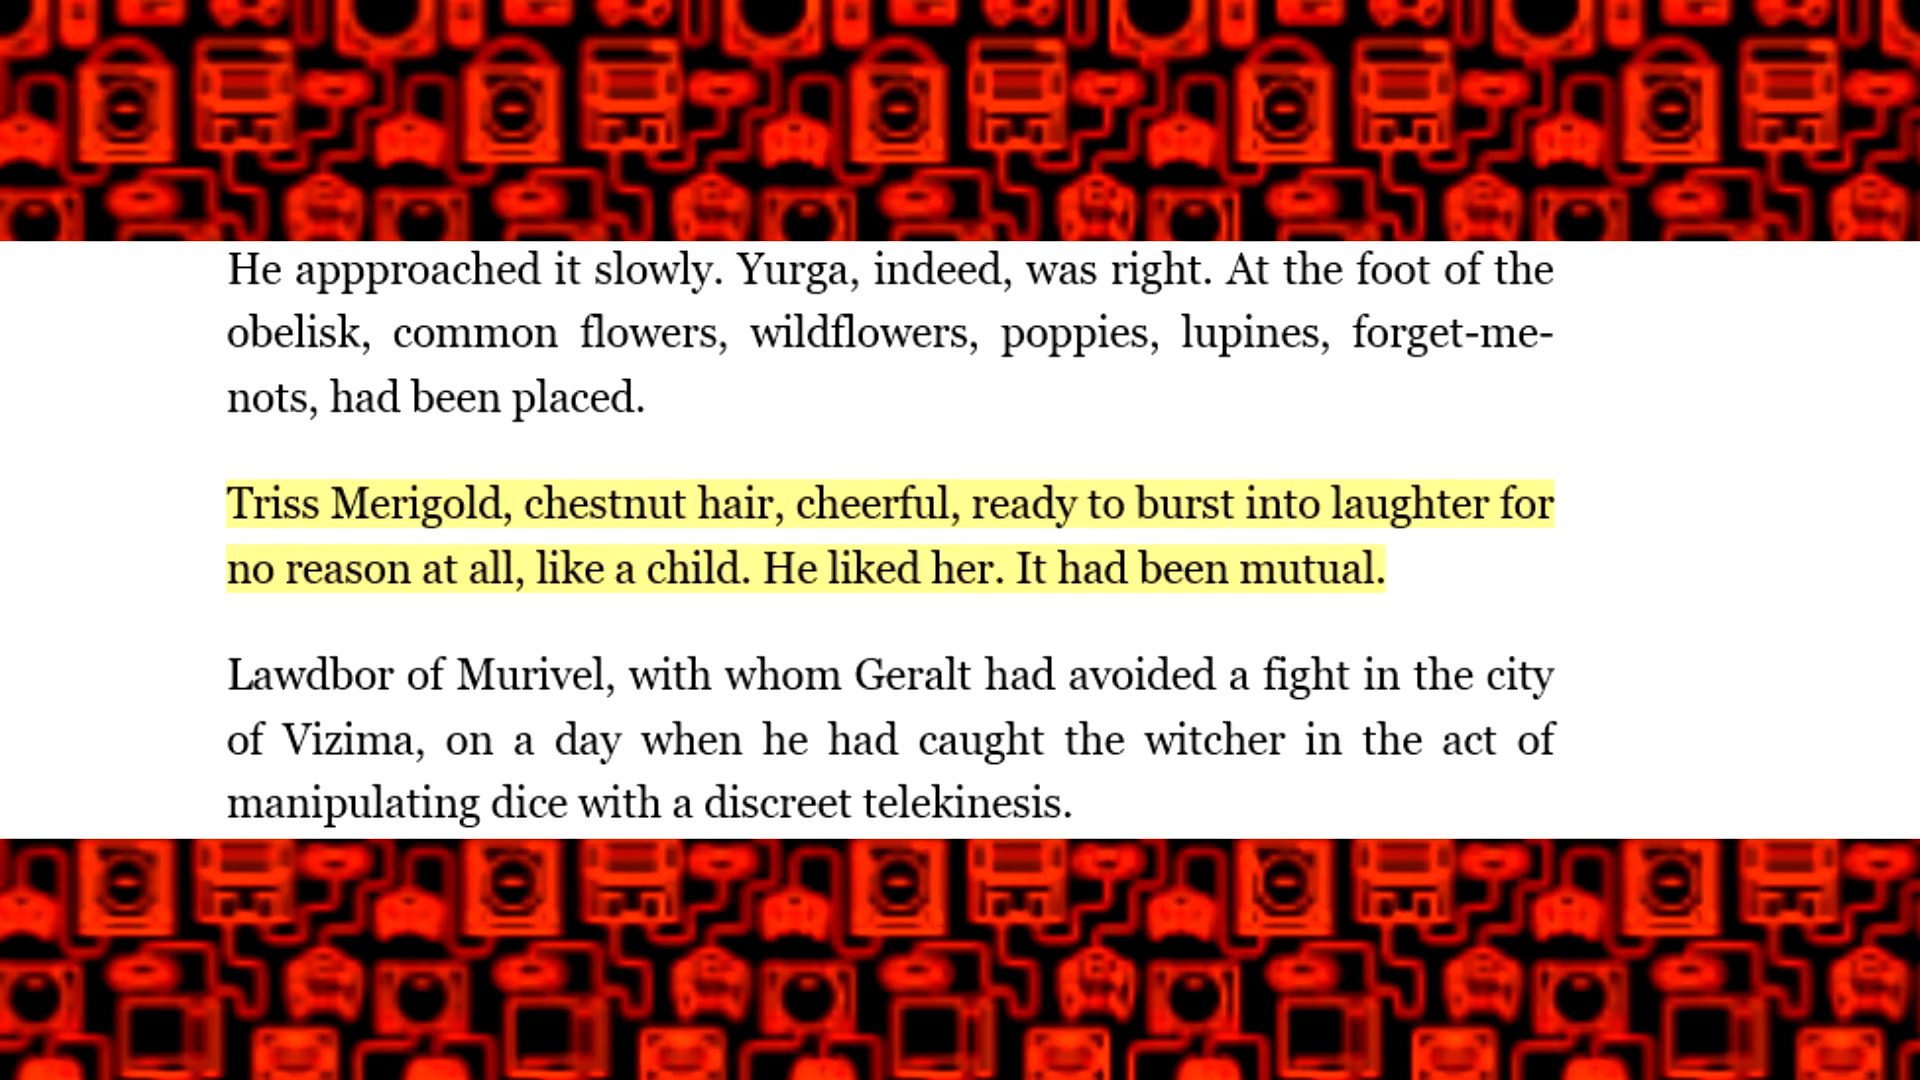 He appproached it slowly. Yurga, indeed, was right. At the foot of the
obelisk, common flowers, wildflowers, poppies, lupines, forget-me-
nots, had been placed.
Triss Merigold, chestnut hair, cheerful, ready to burst into laughter for
no reason at all, like a child. He liked her. It had been mutual.
Lawdbor of Murivel, with whom Geralt had avoided a fight in the city
of Vizima, on a day when he had caught the witcher in the act of
manipulating dice with a discreet telekinesis.